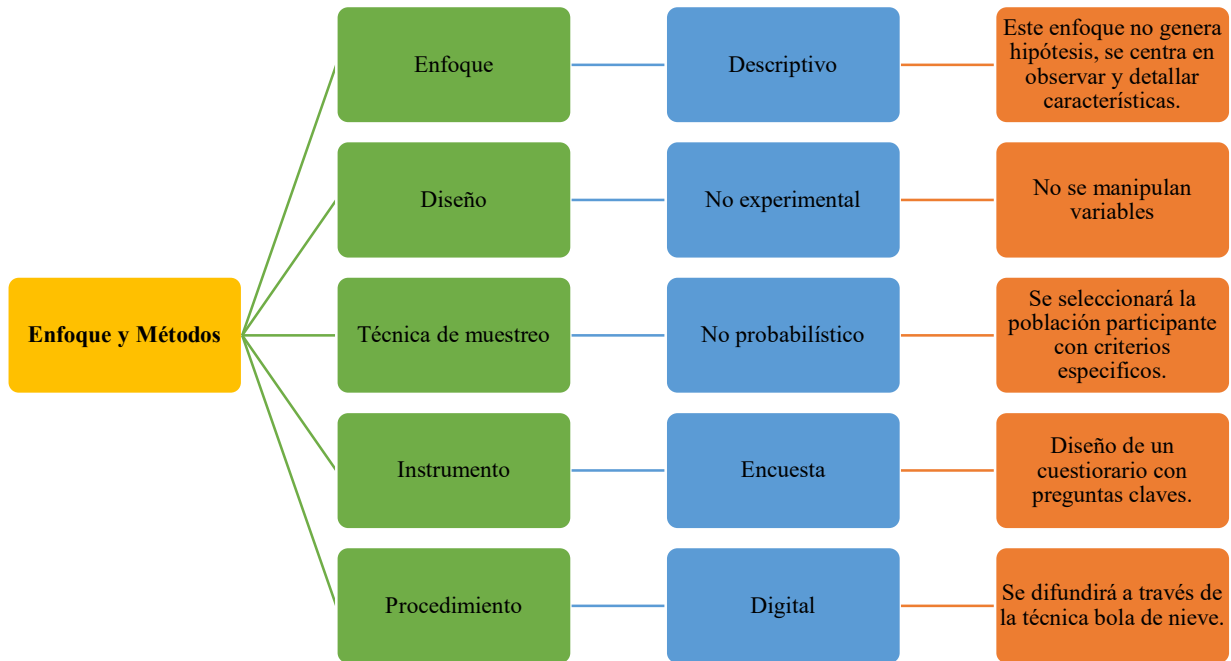 Enfoque y Métodos
Enfoque
Descriptivo
Este enfoque no genera
hipótesis, se centra en
observar y detallar
características.
Diseño
No experimental
No se manipulan
variables
Técnica de muestreo
No probabilístico
Se seleccionará la
población participante
con criterios
especificos.
Instrumento
Encuesta
Diseño de un
cuestiorario con
preguntas claves.
Procedimiento
Digital
Se difundirá a través de
la técnica bola de nieve.